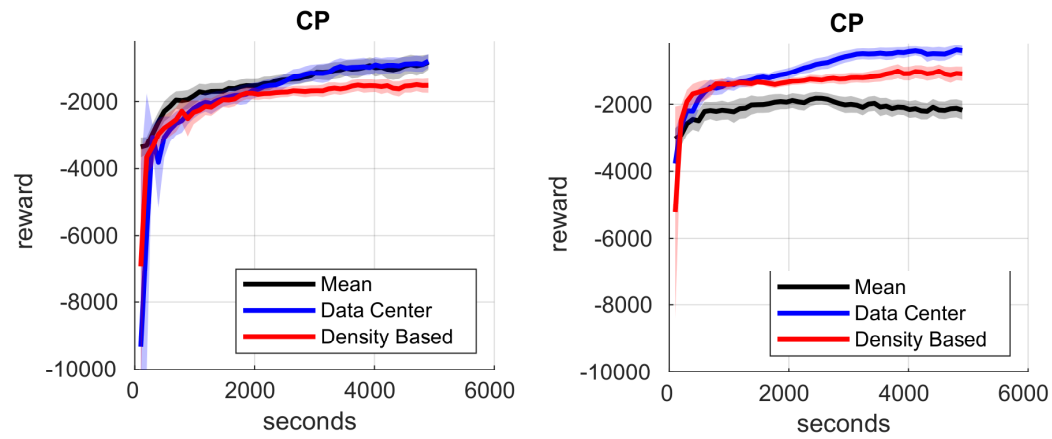 CP
-2000
-4000
-6000
-8000
-10000
reward
Mean
Data Center
Density Based
0
2000
4000
6000
seconds
CP
-2000
-4000
-6000
-8000
-10000
reward
Mean
Data Center
Density Based
0
2000
4000
6000
seconds